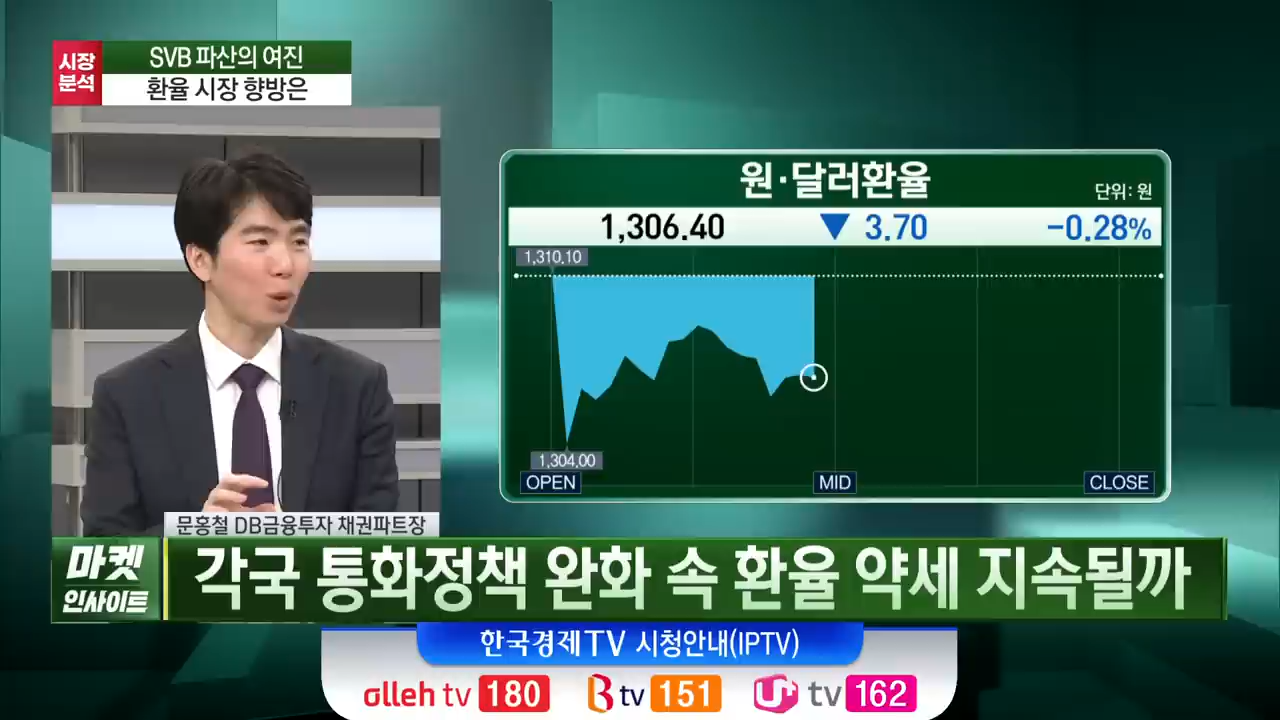 시장
분석
SVB 파산의 여진
환율 시장 향방은
원·달러환율
단위: 원
1,306.40 ▼ 3.70 -0.28%
1,310.10
1,304.00
OPEN MID CLOSE
문홍철 DB금융투자 채권파트장
마켓
인사이트
각국 통화정책 완화 속 환율 약세 지속될까
한국경제TV 시청안내(IPTV)
alleh tv 180 B tv 151 U+ tv 162